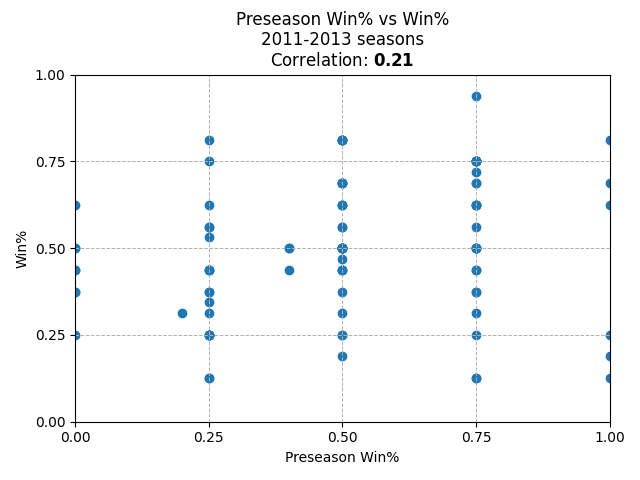 Preseason Win% vs Win%
2011-2013 seasons
Correlation: 0.21
1.00
0.75
0.50
0.25
0.00
Win%
0.00 0.25 0.50 0.75 1.00
Preseason Win%